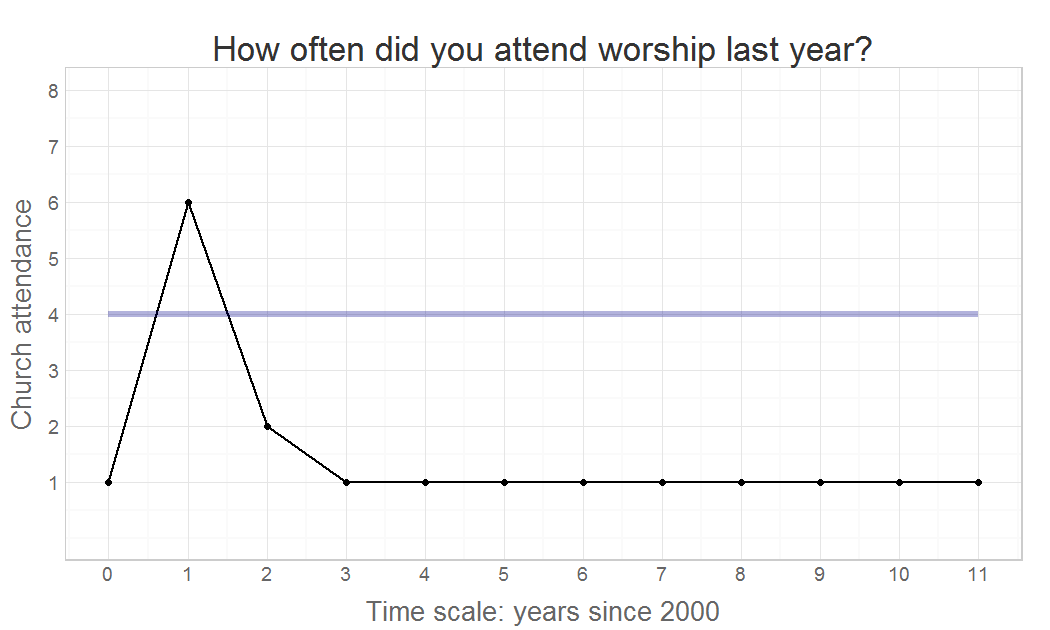 How often did you attend worship last year?
Church attendance
8
7
6
5
4
3
2
1
0 1 2 3 4 5 6 7 8 9 10 11
Time scale: years since 2000